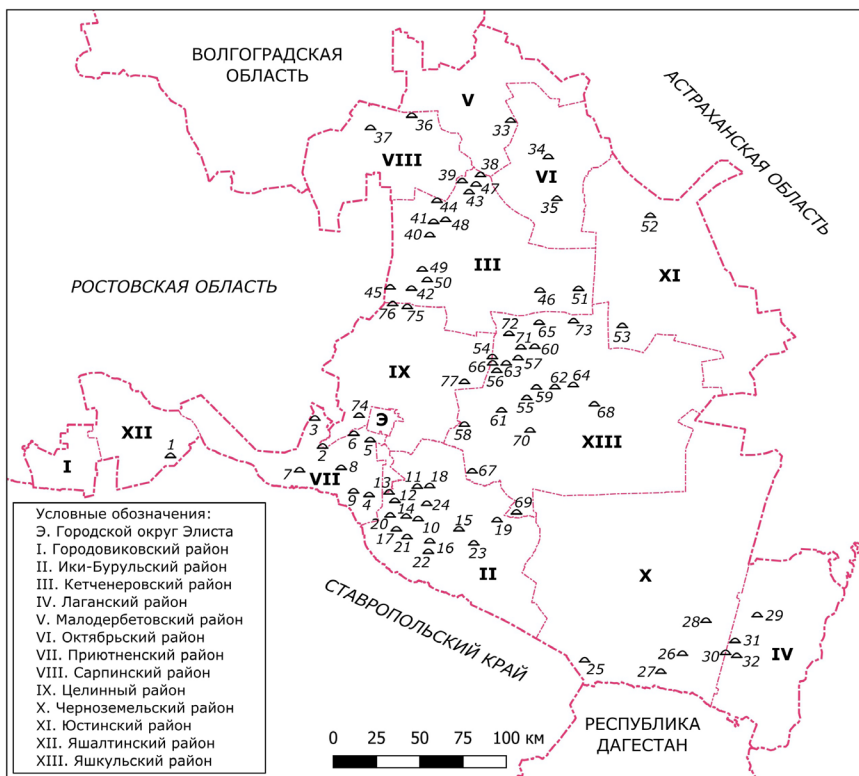 ВОЛГОГРАДСКАЯ
ОБЛАСТЬ
АСТРАХАНСКАЯ ОБЛАСТЬ
V
36
33
37
VIII
34
38
39
47
VI
43
35
44
41
48
40
52
РОСТОВСКАЯ ОБЛАСТЬ
49
III
XI
50
45
42
46
51
76
75
72
65
73
53
71
60
54
66
57
63
56
IX
77
62
64
59
55
68
74
Э
61
3
XII
58
70
XIII
1
6
5
2
I
8
67
7
VII
11
18
13
9
4
12
24
69
14
20
10
15
19
17
21
16
23
22
II
СТАВРОПОЛЬСКИЙ КРАЙ
X
29
28
31
26
30
32
IV
25
27
РЕСПУБЛИКА
ДАГЕСТАН
Условные обозначения:
Э. Городской округ Элиста
I. Городовиковский район
II. Ики-Бурульский район
III. Кетченеровский район
IV. Лаганский район
V. Малодербетовский район
VI. Октябрьский район
VII. Приютненский район
VIII. Сарпинский район
IX. Целинный район
X. Черноземельский район
XI. Юстинский район
XII. Яшалтинский район
XIII. Яшкульский район
0 25 50 75 100 км